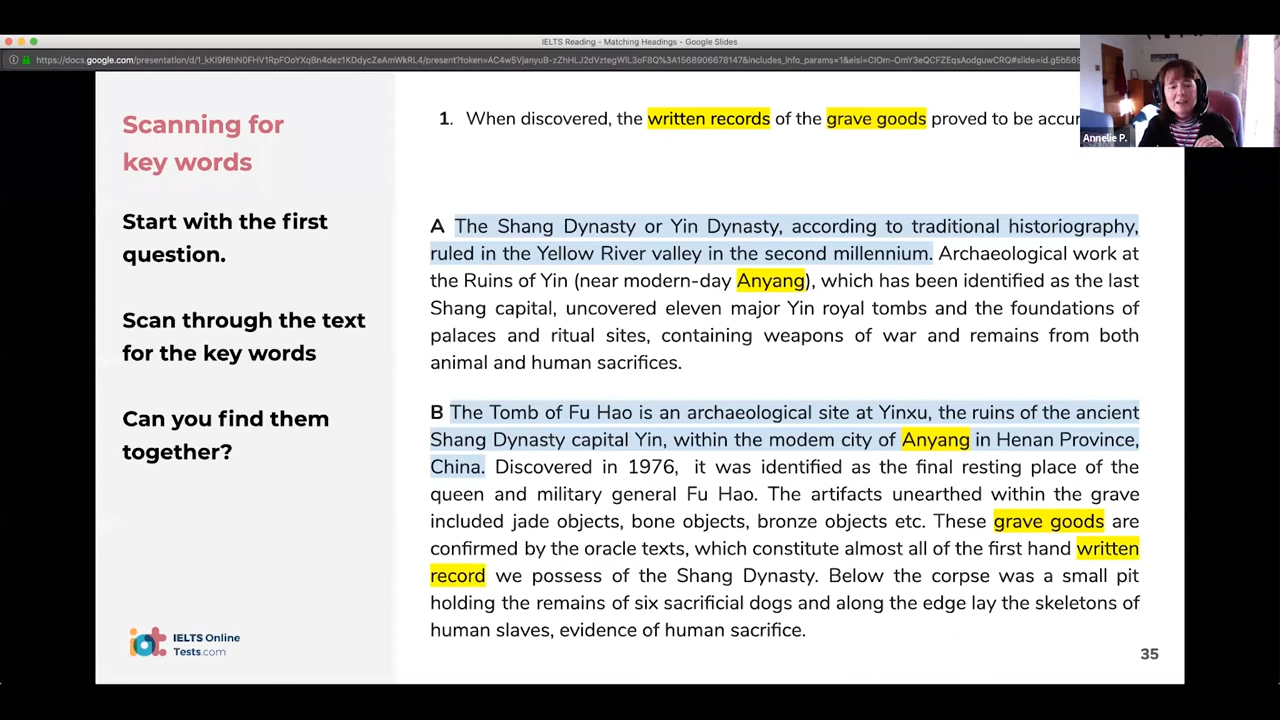 IELTS Reading - Matching Headings - Google Slides
Scanning for
key words
Start with the first
question.
Scan through the text
for the key words
Can you find them
together?
1. When discovered, the written records of the grave goods proved to be
Annelie P.
A The Shang Dynasty or Yin Dynasty, according to traditional historiography,
ruled in the Yellow River valley in the second millennium. Archaeological work at
the Ruins of Yin (near modern-day Anyang), which has been identified as the last
Shang capital, uncovered eleven major Yin royal tombs and the foundations of
palaces and ritual sites, containing weapons of war and remains from both
animal and human sacrifices.
B The Tomb of Fu Hao is an archaeological site at Yinxu, the ruins of the ancient
Shang Dynasty capital Yin, within the modem city of Anyang in Henan Province,
China. Discovered in 1976, it was identified as the final resting place of the
queen and military general Fu Hao. The artifacts unearthed within the grave
included jade objects, bone objects, bronze objects etc. These grave goods are
confirmed by the oracle texts, which constitute almost all of the first hand written
record we possess of the Shang Dynasty. Below the corpse was a small pit
holding the remains of six sacrificial dogs and along the edge lay the skeletons of
human slaves, evidence of human sacrifice.
iot IELTS Online
Tests.com
35